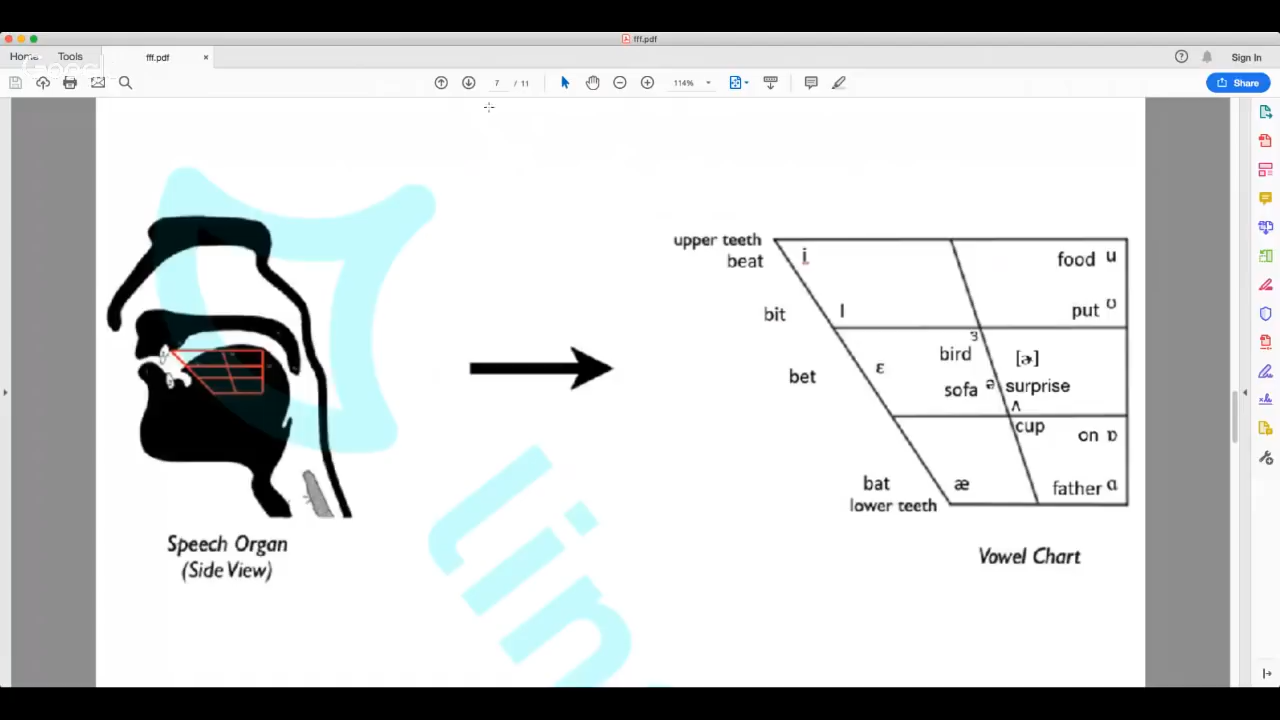 fff.pdf
Home
Tools
fff.pdf
×
Sign In
7 / 11
114%
Share
upper teeth
beat
i
food u
bit
I
put ʊ
bird ɜ
[ɚ]
bet
ɛ
sofa ə
surprise
ʌ
cup
on ɒ
bat
æ
father ɑ
lower teeth
Speech Organ
(Side View)
Vowel Chart
lin